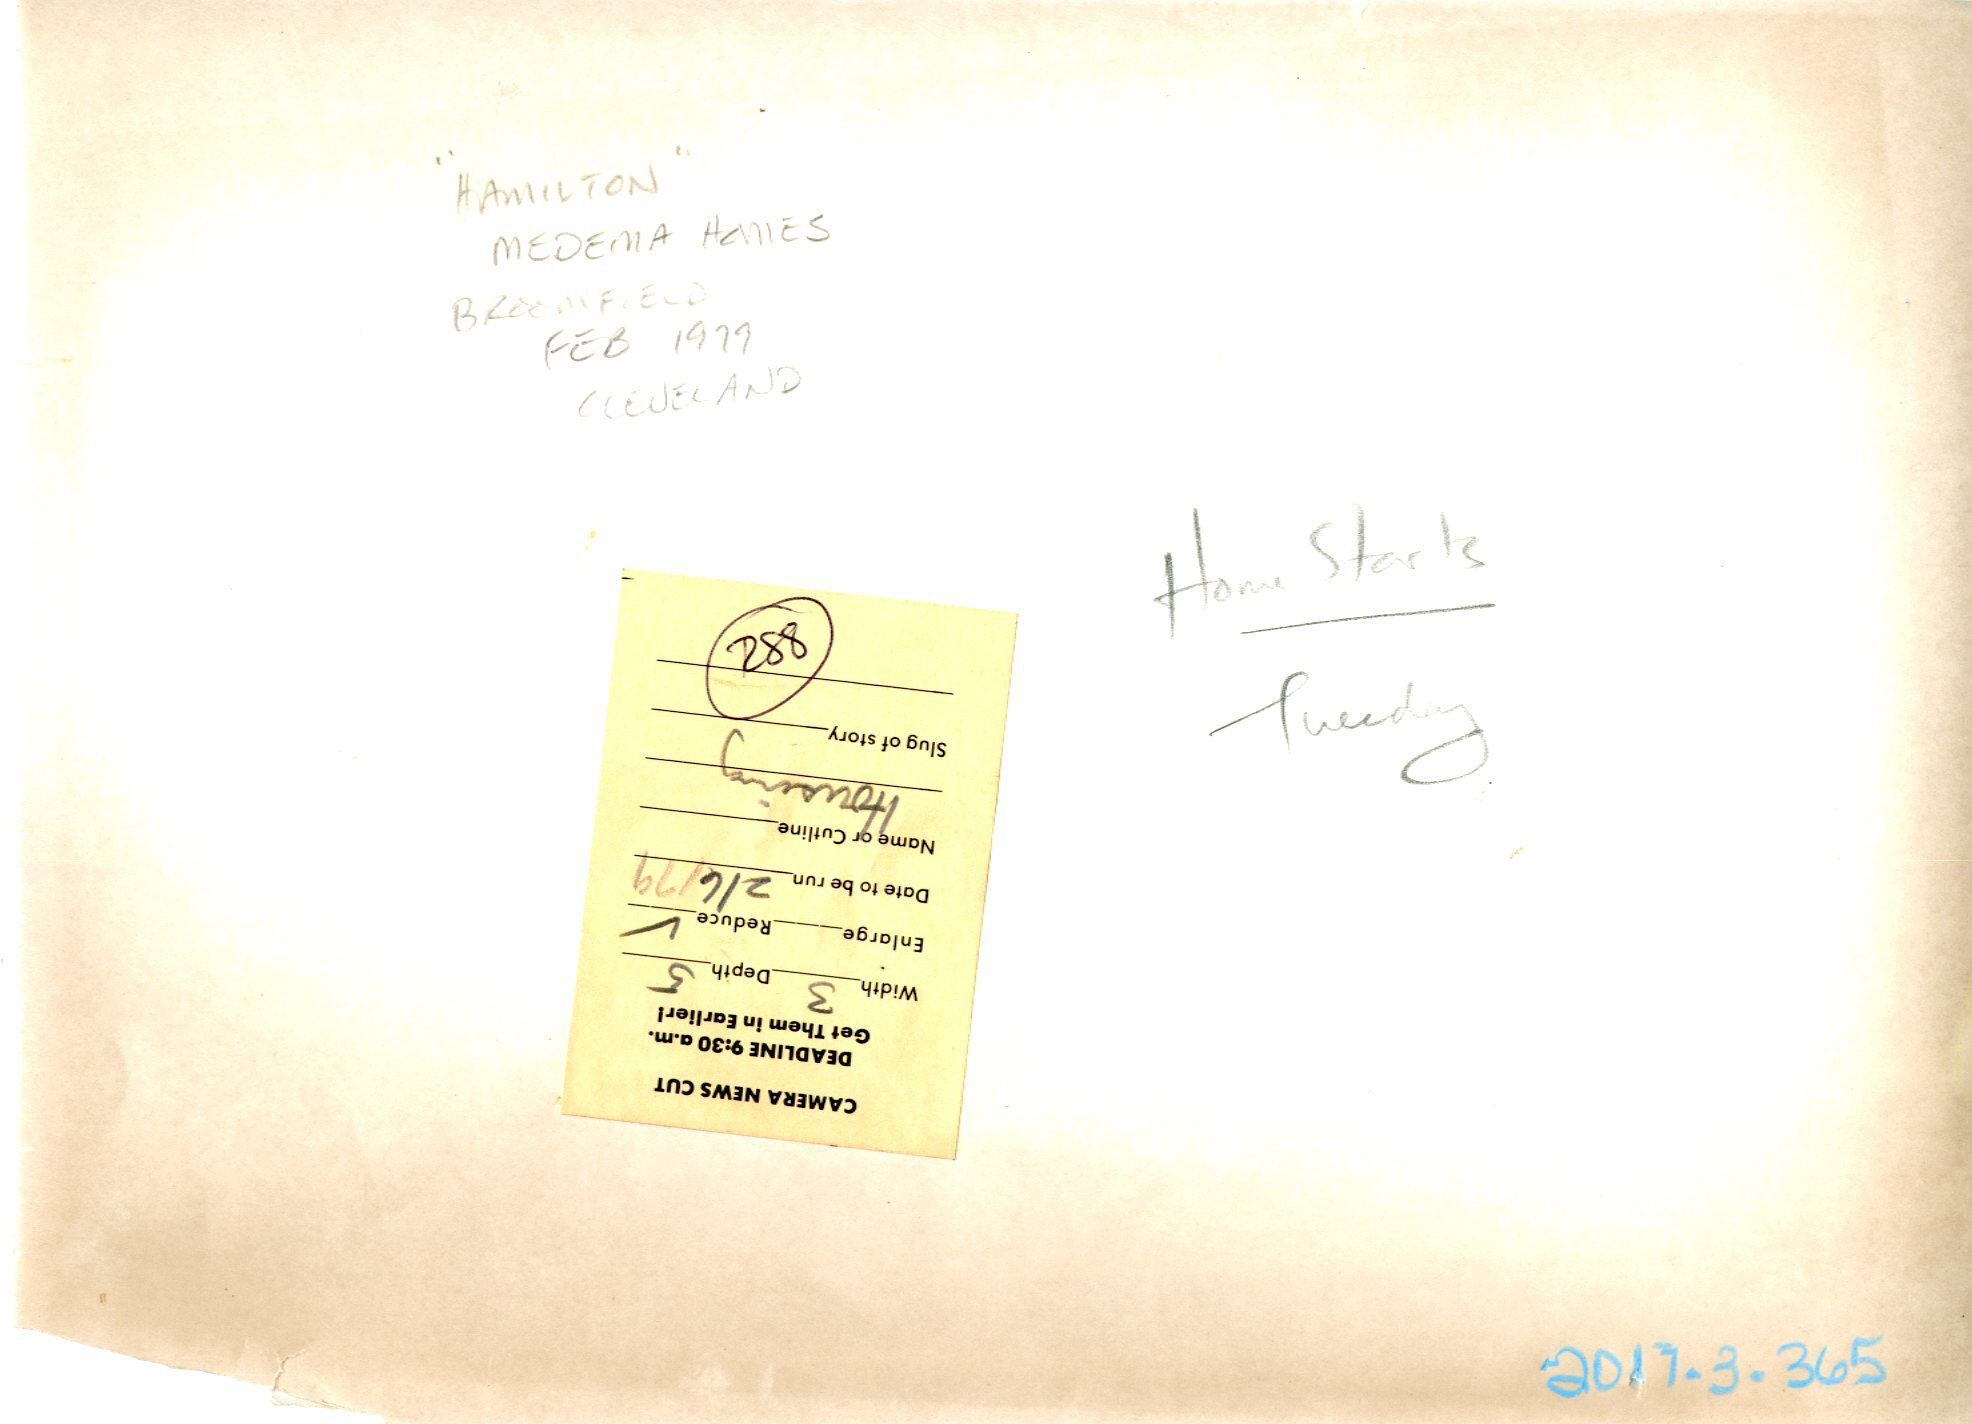 "HAMILTON"
MEDEMA HOMES
BROOMFIELD
FEB 1979
CLEVELAND
Home Starts
Tuesday
CAMERA NEWS CUT
DEADLINE 9:30 a.m.
Get Them in Earlier!
Width 3 Depth 5
Enlarge Reduce ✓
Date to be run 2/6/79
Name or Cutline
Housing
Slug of story
288
2017.3.365